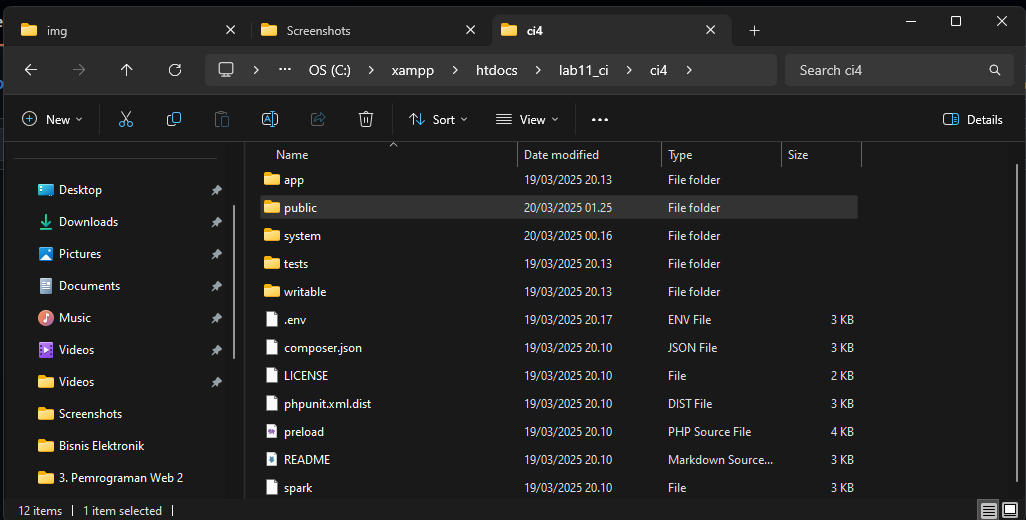 img
Screenshots
ci4
OS (C:) xampp htdocs lab11_ci ci4
Search ci4
New
Sort
View
Details
Name Date modified Type Size
Desktop
Downloads
Pictures
Documents
Music
Videos
Videos
Screenshots
Bisnis Elektronik
3. Pemrograman Web 2
app 19/03/2025 20.13 File folder
public 20/03/2025 01.25 File folder
system 20/03/2025 00.16 File folder
tests 19/03/2025 20.13 File folder
writable 19/03/2025 20.13 File folder
.env 19/03/2025 20.17 ENV File 3 KB
composer.json 19/03/2025 20.10 JSON File 3 KB
LICENSE 19/03/2025 20.10 File 2 KB
phpunit.xml.dist 19/03/2025 20.10 DIST File 3 KB
preload 19/03/2025 20.10 PHP Source File 4 KB
README 19/03/2025 20.10 Markdown Source... 3 KB
spark 19/03/2025 20.10 File 3 KB
12 items 1 item selected